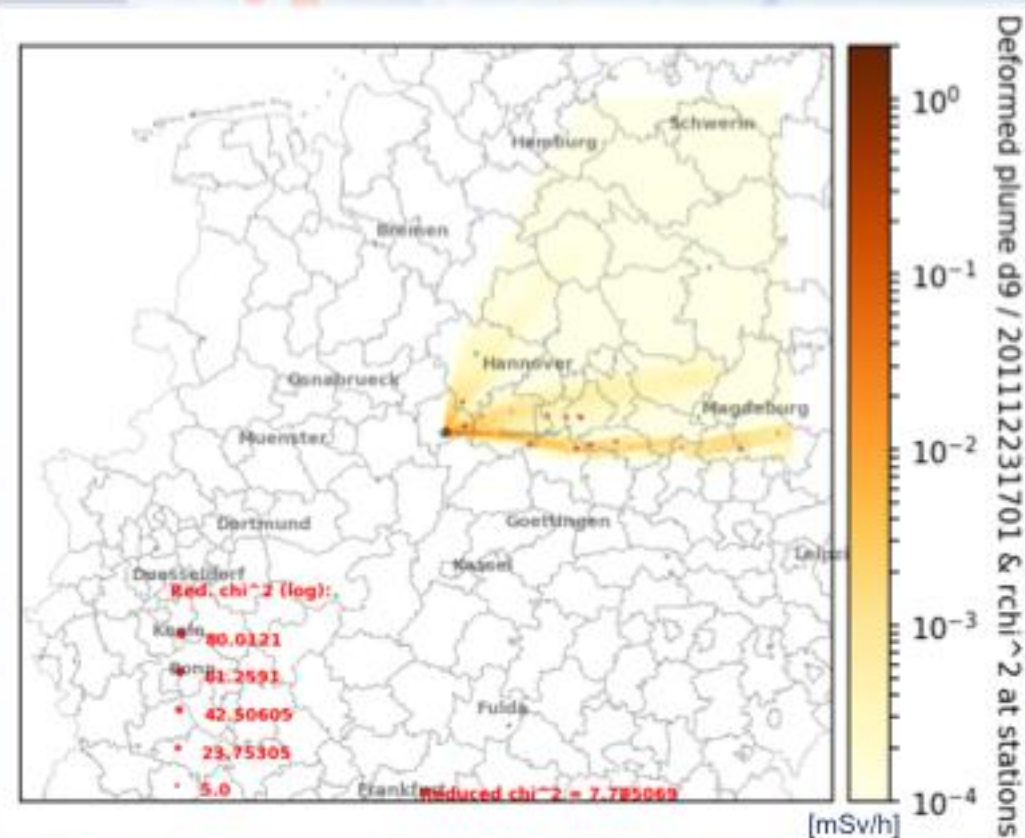 Schwerin
Hamburg
Bremen
Hannover
Osnabrueck
Magdeburg
Muenster
Dortmund
Goettingen
Kassel
Leipzi
Duesseldorf
Red. chi^2 (log):
Koeln
80.0121
Bonn
61.2591
42.50605
Fulda
23.75305
5.0
Frankfur
Reduced chi^2 = 7.785069
10^0
10^-1
10^-2
10^-3
10^-4
[mSv/h]
Deformed plume d9 / 201112231701 & rchi^2 at stations